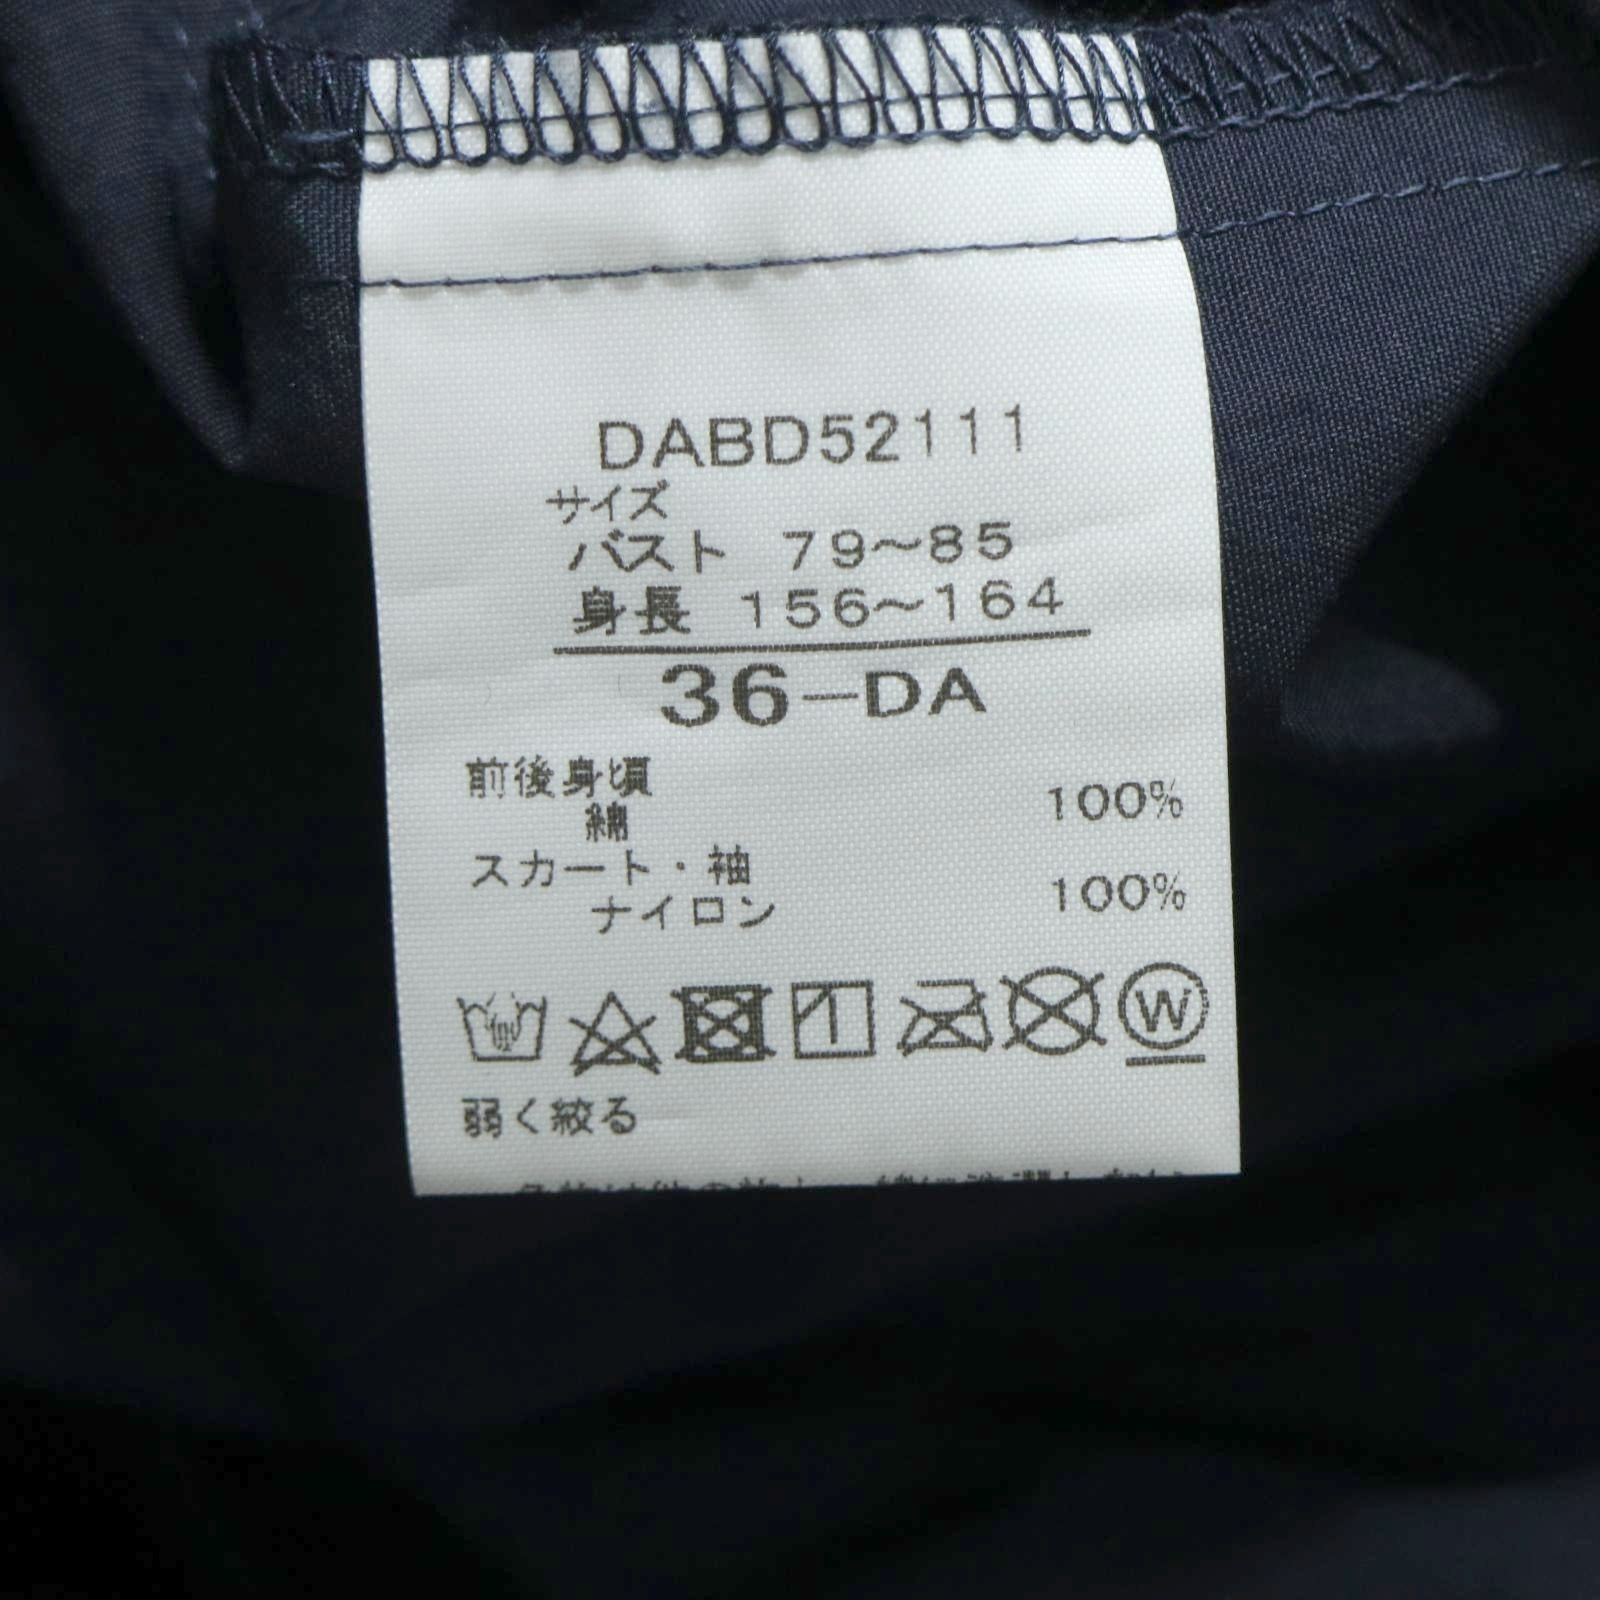 DABD52111
サイズ
バスト 79〜85
身長 156〜164
36-DA
前後身頃
綿 100%
スカート・袖
ナイロン 100%
W
弱く絞る